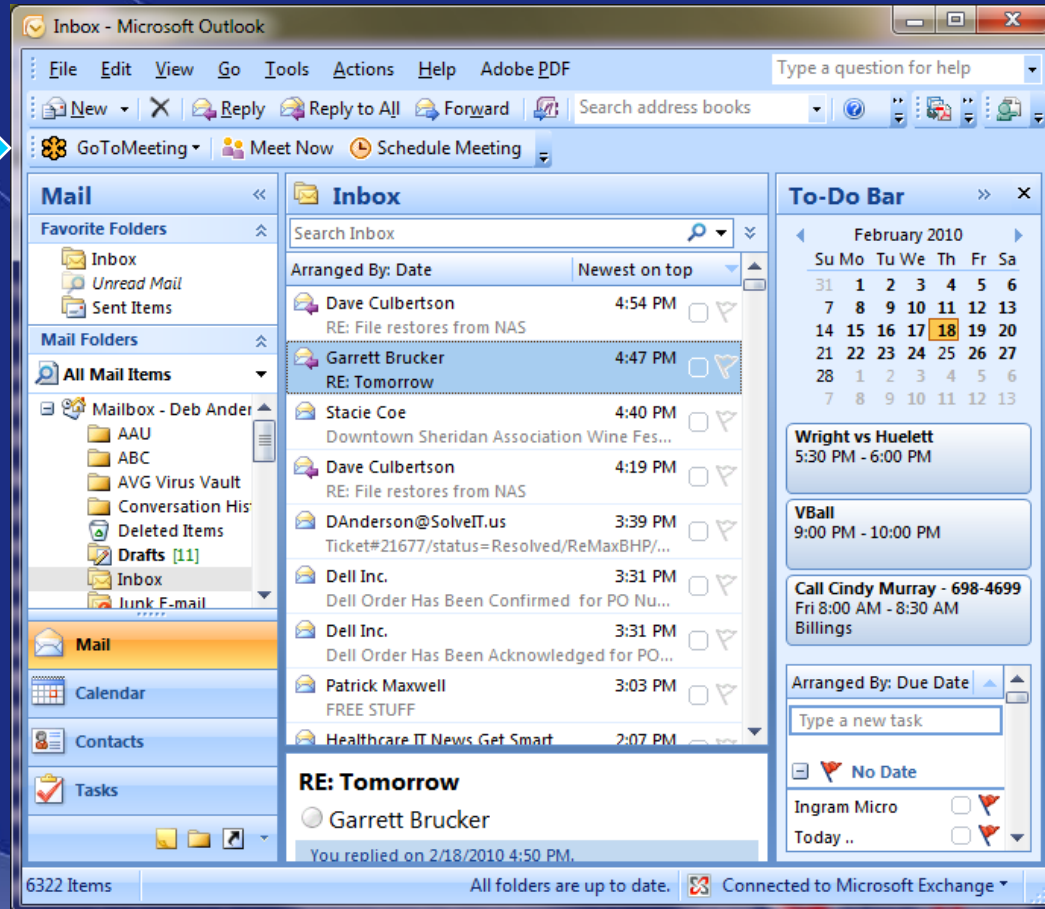 Inbox - Microsoft Outlook
File Edit View Go Tools Actions Help Adobe PDF Type a question for help
New Reply Reply to All Forward Search address books
GoToMeeting Meet Now Schedule Meeting
Mail
Favorite Folders
Inbox
Unread Mail
Sent Items
Mail Folders
All Mail Items
Mailbox - Deb Ander
AAU
ABC
AVG Virus Vault
Conversation His
Deleted Items
Drafts [11]
Inbox
Junk E-mail
Mail
Calendar
Contacts
Tasks
Inbox
Search Inbox
Arranged By: Date Newest on top
Dave Culbertson 4:54 PM
RE: File restores from NAS
Garrett Brucker 4:47 PM
RE: Tomorrow
Stacie Coe 4:40 PM
Downtown Sheridan Association Wine Fes...
Dave Culbertson 4:19 PM
RE: File restores from NAS
DAnderson@SolveIT.us 3:39 PM
Ticket#21677/status=Resolved/ReMaxBHP/...
Dell Inc. 3:31 PM
Dell Order Has Been Confirmed for PO Nu...
Dell Inc. 3:31 PM
Dell Order Has Been Acknowledged for PO...
Patrick Maxwell 3:03 PM
FREE STUFF
Healthcare IT News Get Smart 2:07 PM
RE: Tomorrow
Garrett Brucker
You replied on 2/18/2010 4:50 PM.
To-Do Bar
February 2010
Su Mo Tu We Th Fr Sa
31 1 2 3 4 5 6
7 8 9 10 11 12 13
14 15 16 17 18 19 20
21 22 23 24 25 26 27
28 1 2 3 4 5 6
7 8 9 10 11 12 13
Wright vs Huelett
5:30 PM - 6:00 PM
VBall
9:00 PM - 10:00 PM
Call Cindy Murray - 698-4699
Fri 8:00 AM - 8:30 AM
Billings
Arranged By: Due Date
Type a new task
No Date
Ingram Micro
Today ..
6322 Items All folders are up to date. Connected to Microsoft Exchange